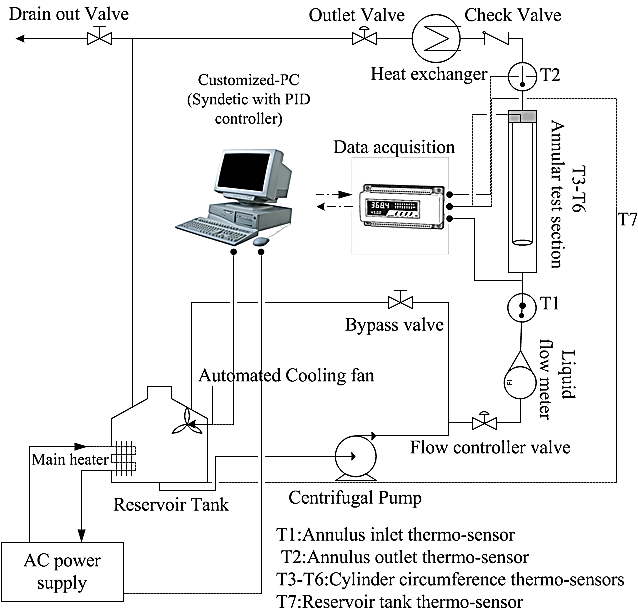 Drain out Valve
Outlet Valve
Check Valve
Heat exchanger
T2
Customized-PC
(Syndetic with PID
controller)
Data acquisition
T3-T6
Annular test section
T7
T1
Bypass valve
Liquid
flow meter
Automated Cooling fan
Flow controller valve
Main heater
Reservoir Tank
Centrifugal Pump
AC power
supply
T1:Annulus inlet thermo-sensor
T2:Annulus outlet thermo-sensor
T3-T6:Cylinder circumference thermo-sensors
T7:Reservoir tank thermo-sensor